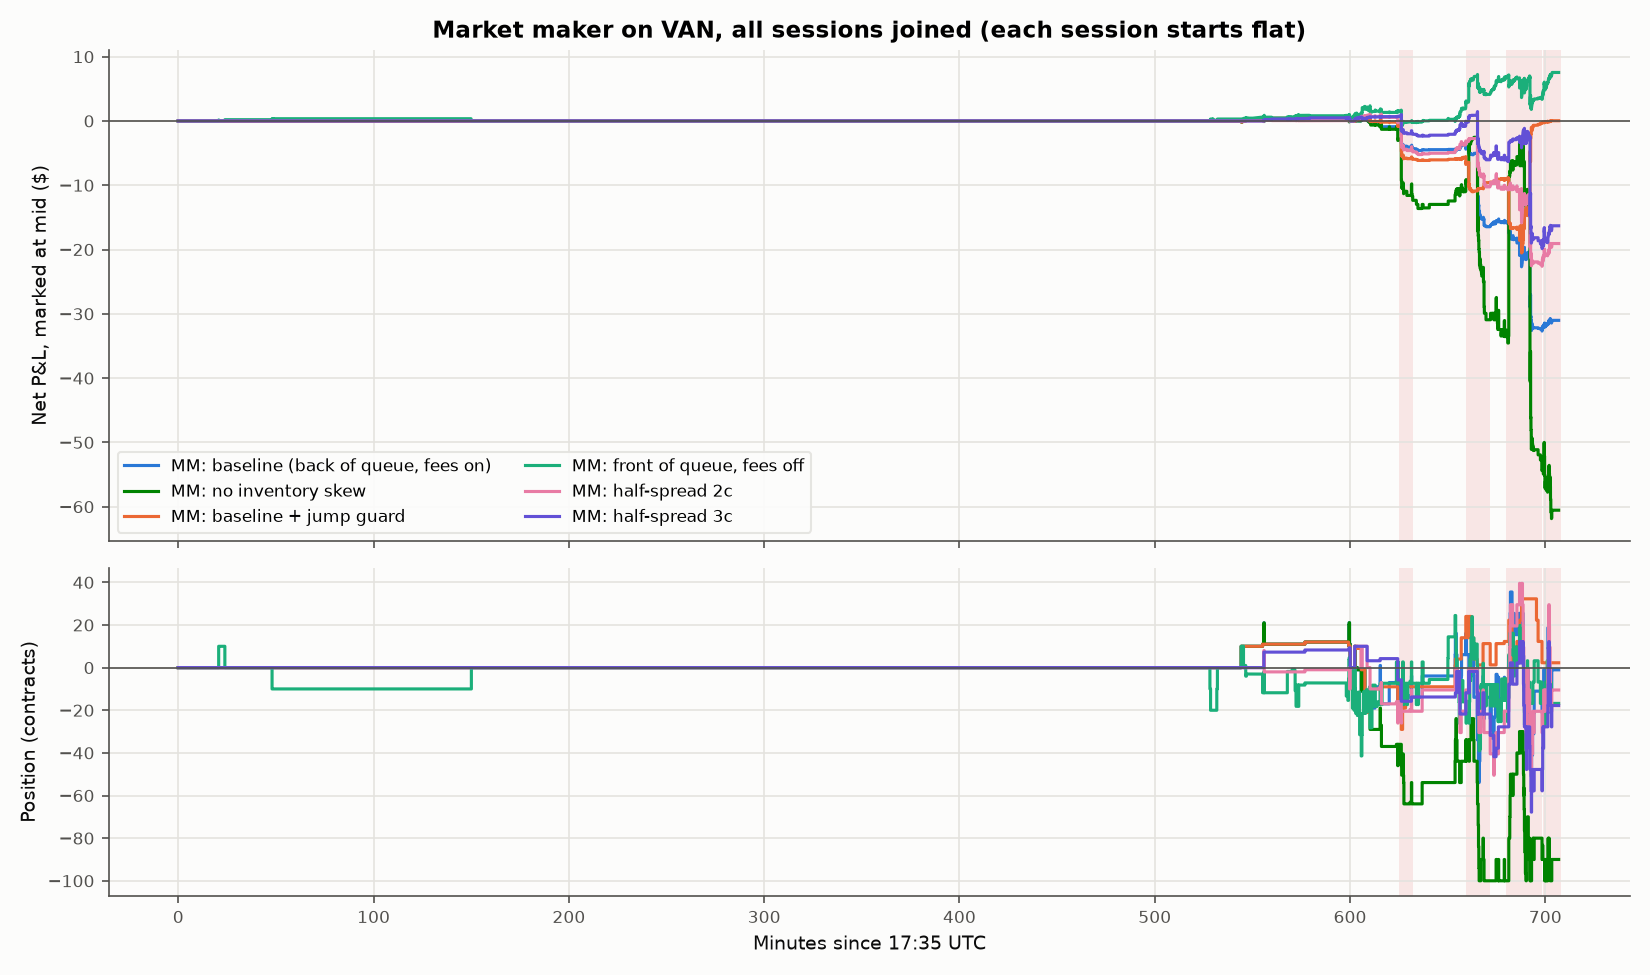 Market maker on VAN, all sessions joined (each session starts flat)
Net P&L, marked at mid ($)
10
0
−10
−20
−30
−40
−50
−60
MM: baseline (back of queue, fees on)
MM: no inventory skew
MM: baseline + jump guard
MM: front of queue, fees off
MM: half-spread 2c
MM: half-spread 3c
Position (contracts)
40
20
0
−20
−40
−60
−80
−100
0 100 200 300 400 500 600 700
Minutes since 17:35 UTC